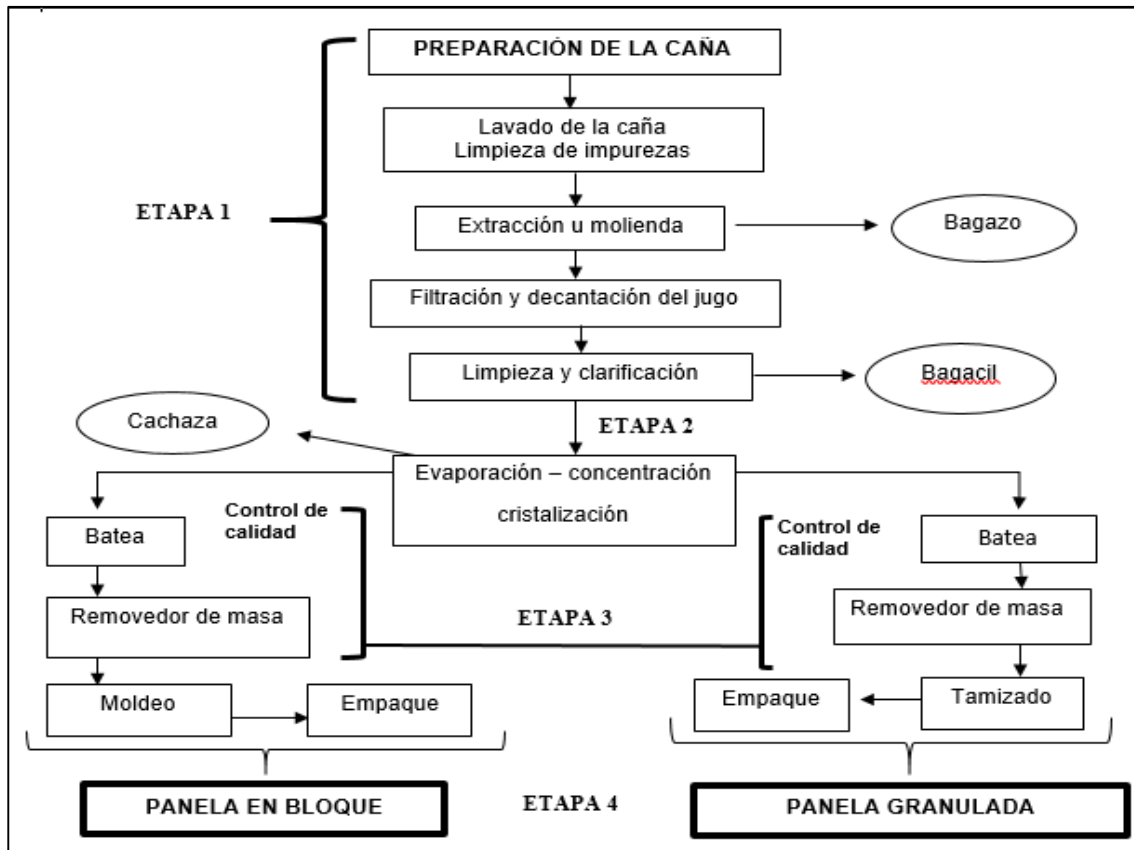 PREPARACIÓN DE LA CAÑA
Lavado de la caña
Limpieza de impurezas
ETAPA 1
Extracción u molienda
Bagazo
Filtración y decantación del jugo
Limpieza y clarificación
Bagacil
Cachaza
ETAPA 2
Evaporación – concentración
cristalización
Control de
calidad
Batea
Removedor de masa
Moldeo
Empaque
ETAPA 3
Control de
calidad
Batea
Removedor de masa
Tamizado
Empaque
PANELA EN BLOQUE
ETAPA 4
PANELA GRANULADA